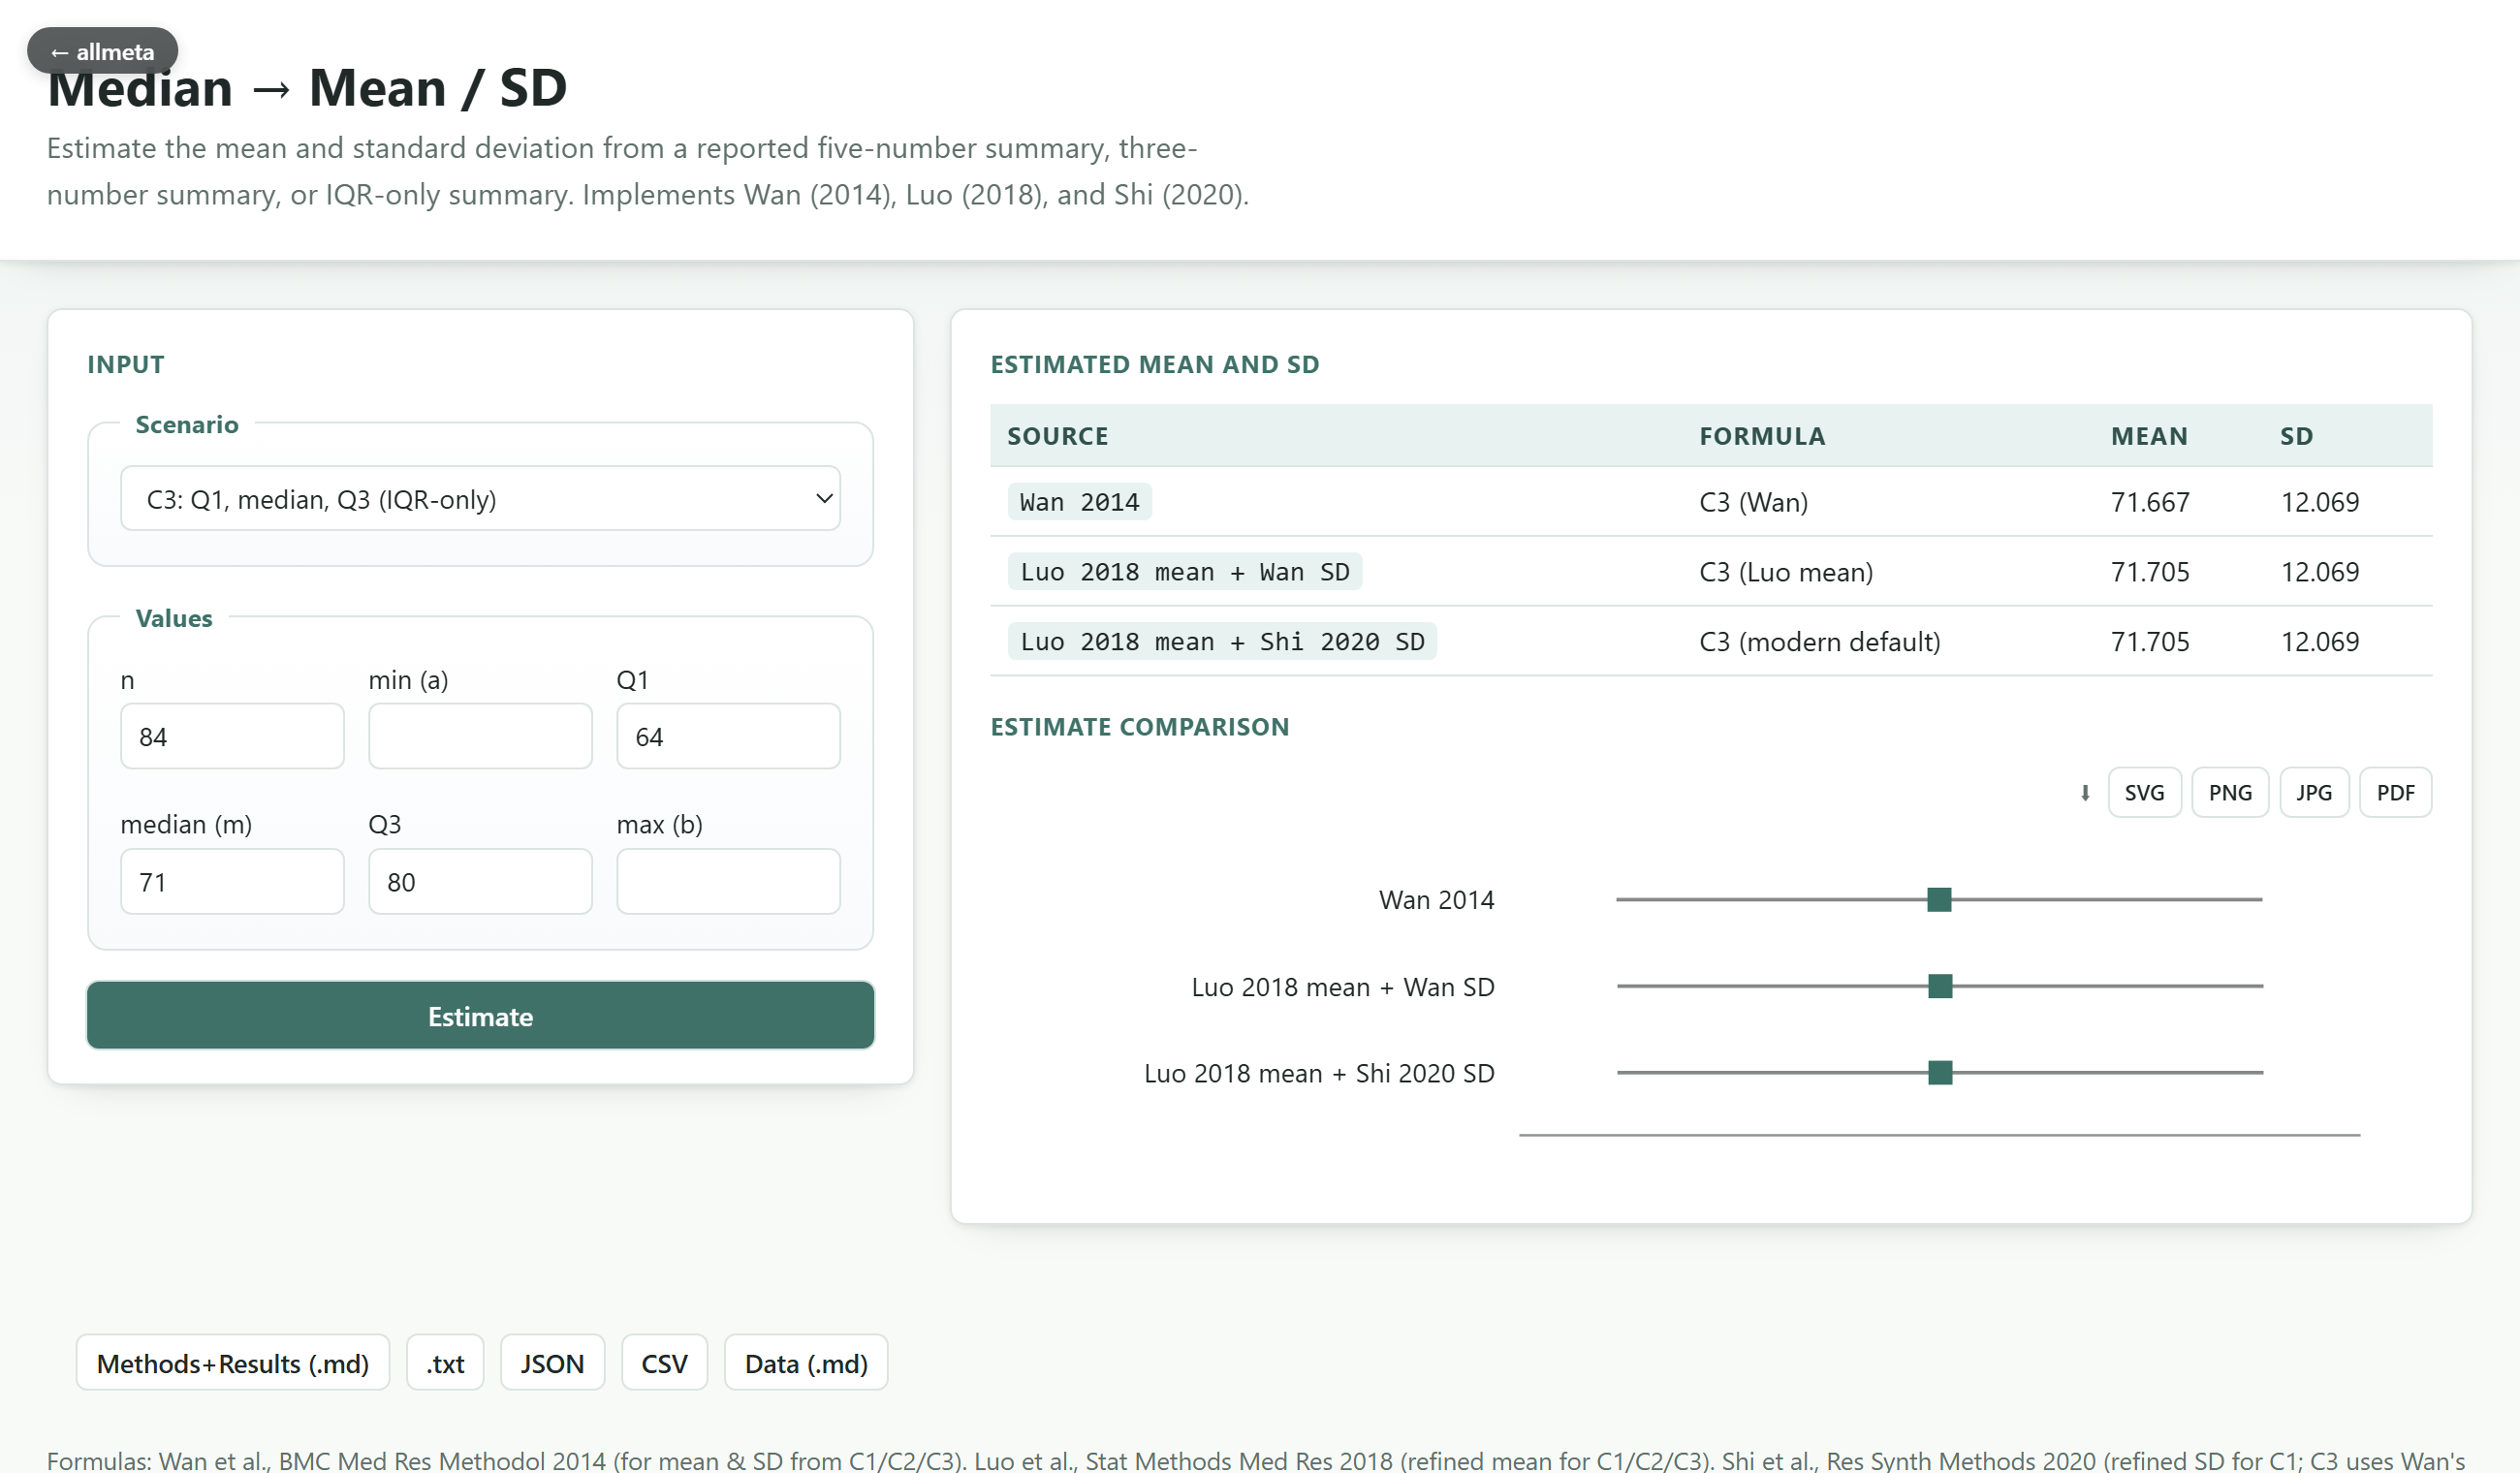 ← allmeta
Median → Mean / SD
Estimate the mean and standard deviation from a reported five-number summary, three-
number summary, or IQR-only summary. Implements Wan (2014), Luo (2018), and Shi (2020).
INPUT
Scenario
C3: Q1, median, Q3 (IQR-only)
Values
n
min (a)
Q1
84
64
median (m)
Q3
max (b)
71
80
Estimate
ESTIMATED MEAN AND SD
SOURCE FORMULA MEAN SD
Wan 2014 C3 (Wan) 71.667 12.069
Luo 2018 mean + Wan SD C3 (Luo mean) 71.705 12.069
Luo 2018 mean + Shi 2020 SD C3 (modern default) 71.705 12.069
ESTIMATE COMPARISON
⬇ SVG PNG JPG PDF
Wan 2014
Luo 2018 mean + Wan SD
Luo 2018 mean + Shi 2020 SD
Methods+Results (.md) .txt JSON CSV Data (.md)
Formulas: Wan et al., BMC Med Res Methodol 2014 (for mean & SD from C1/C2/C3). Luo et al., Stat Methods Med Res 2018 (refined mean for C1/C2/C3). Shi et al., Res Synth Methods 2020 (refined SD for C1; C3 uses Wan's